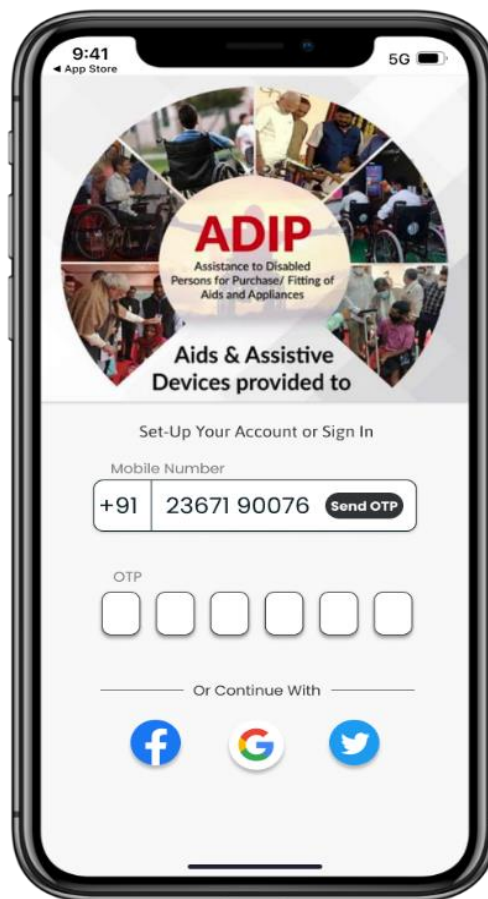 9:41
5G
◀ App Store
ADIP
Assistance to Disabled
Persons for Purchase/ Fitting of
Aids and Appliances
Aids & Assistive
Devices provided to
Set-Up Your Account or Sign In
Mobile Number
+91 23671 90076 Send OTP
OTP
Or Continue With